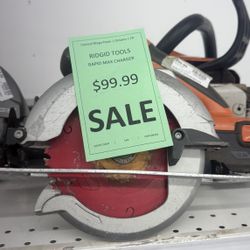 RIDGID TOOLS
RAPID MAX CHARGER
$99.99
SALE